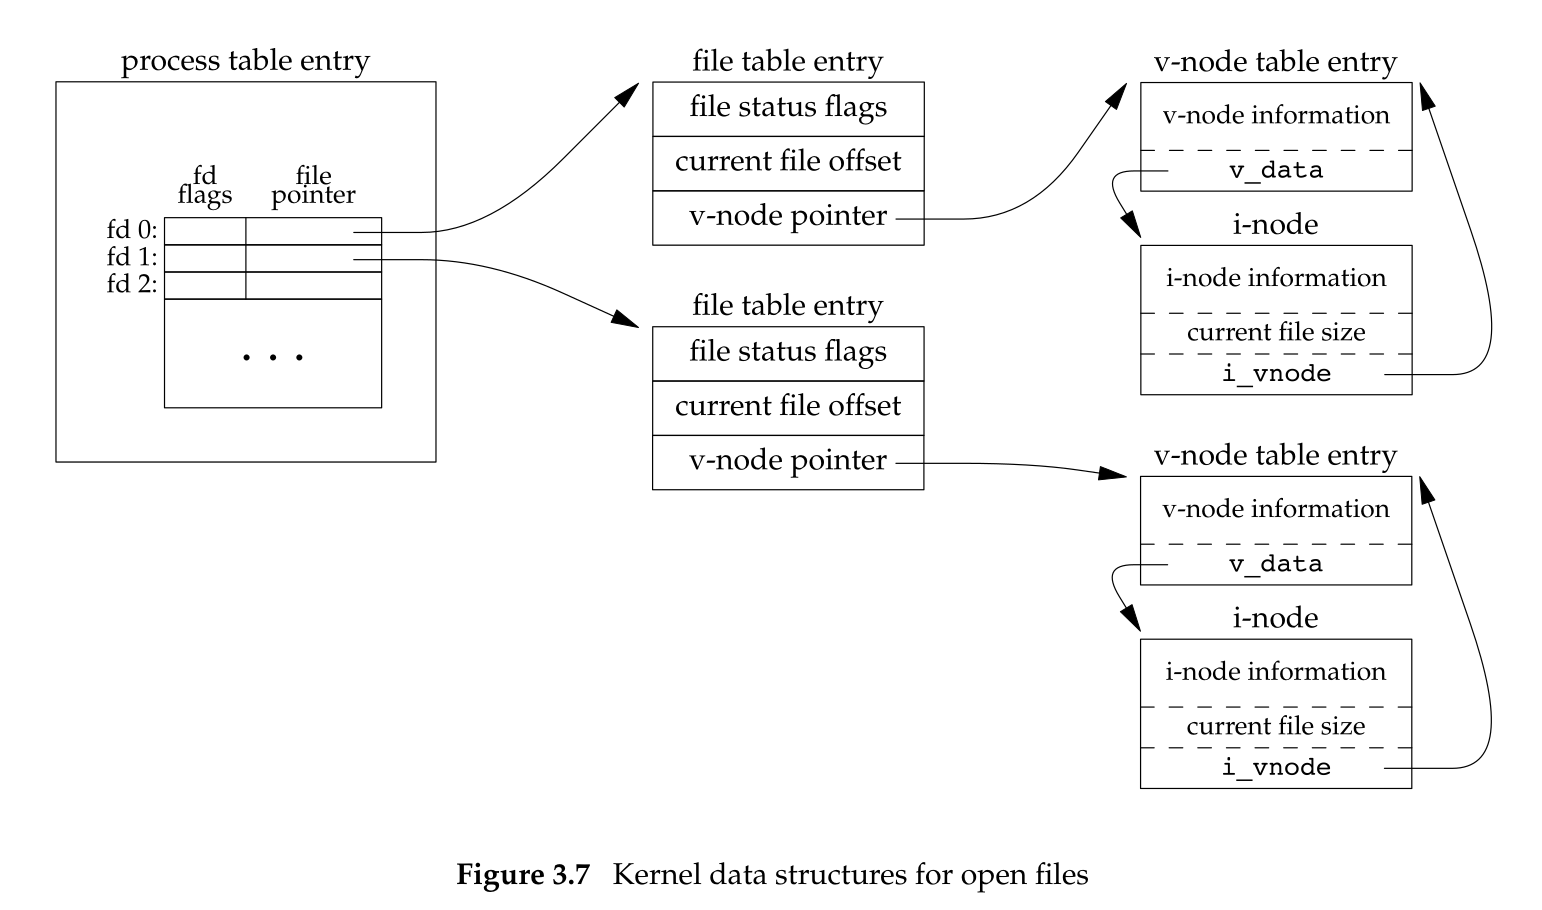 process table entry
fd
flags
file
pointer
fd 0:
fd 1:
fd 2:
. . .
file table entry
file status flags
current file offset
v-node pointer
file table entry
file status flags
current file offset
v-node pointer
v-node table entry
v-node information
v_data
i-node
i-node information
current file size
i_vnode
v-node table entry
v-node information
v_data
i-node
i-node information
current file size
i_vnode
Figure 3.7 Kernel data structures for open files